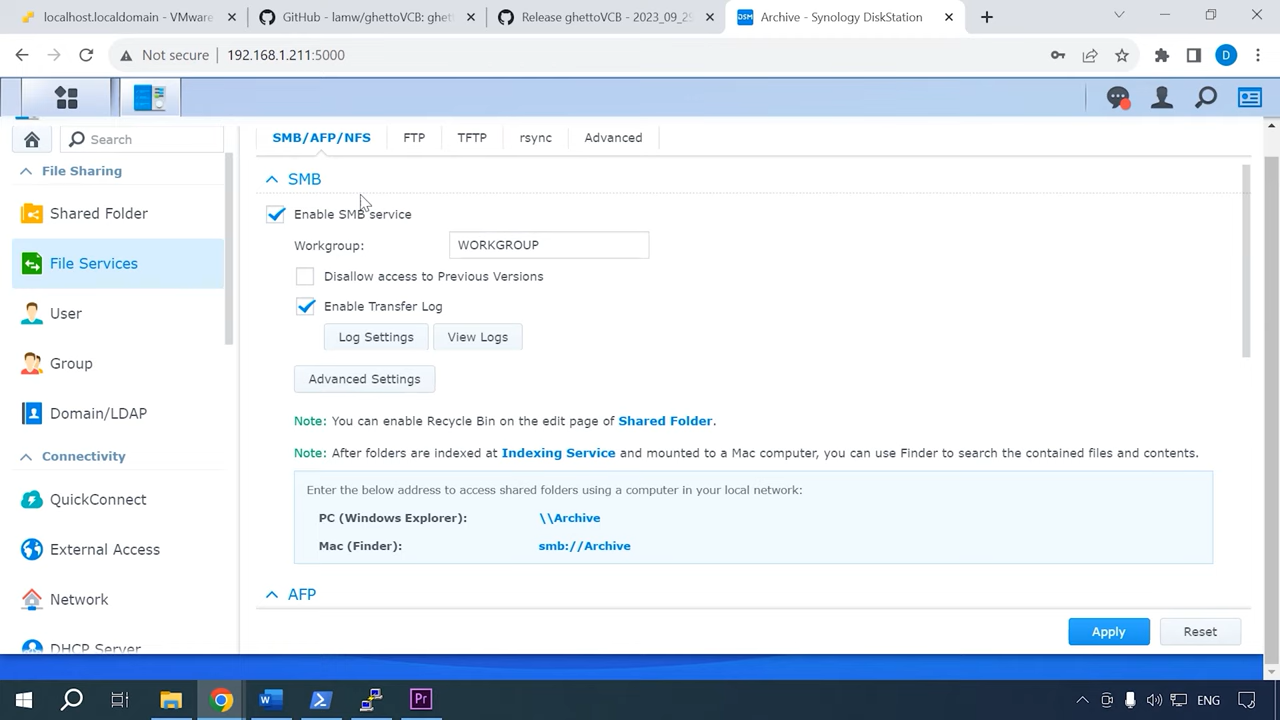 localhost.localdomain - VMware
GitHub - lamw/ghettoVCB: ghett
Release ghettoVCB - 2023_09_25
DSM
Archive - Synology DiskStation
Not secure
192.168.1.211:5000
D
Search
File Sharing
Shared Folder
File Services
User
Group
Domain/LDAP
Connectivity
QuickConnect
External Access
Network
DHCP Server
SMB/AFP/NFS
FTP
TFTP
rsync
Advanced
SMB
Enable SMB service
Workgroup:
WORKGROUP
Disallow access to Previous Versions
Enable Transfer Log
Log Settings
View Logs
Advanced Settings
Note: You can enable Recycle Bin on the edit page of Shared Folder.
Note: After folders are indexed at Indexing Service and mounted to a Mac computer, you can use Finder to search the contained files and contents.
Enter the below address to access shared folders using a computer in your local network:
PC (Windows Explorer): \\Archive
Mac (Finder): smb://Archive
AFP
Apply
Reset
W
Pr
ENG